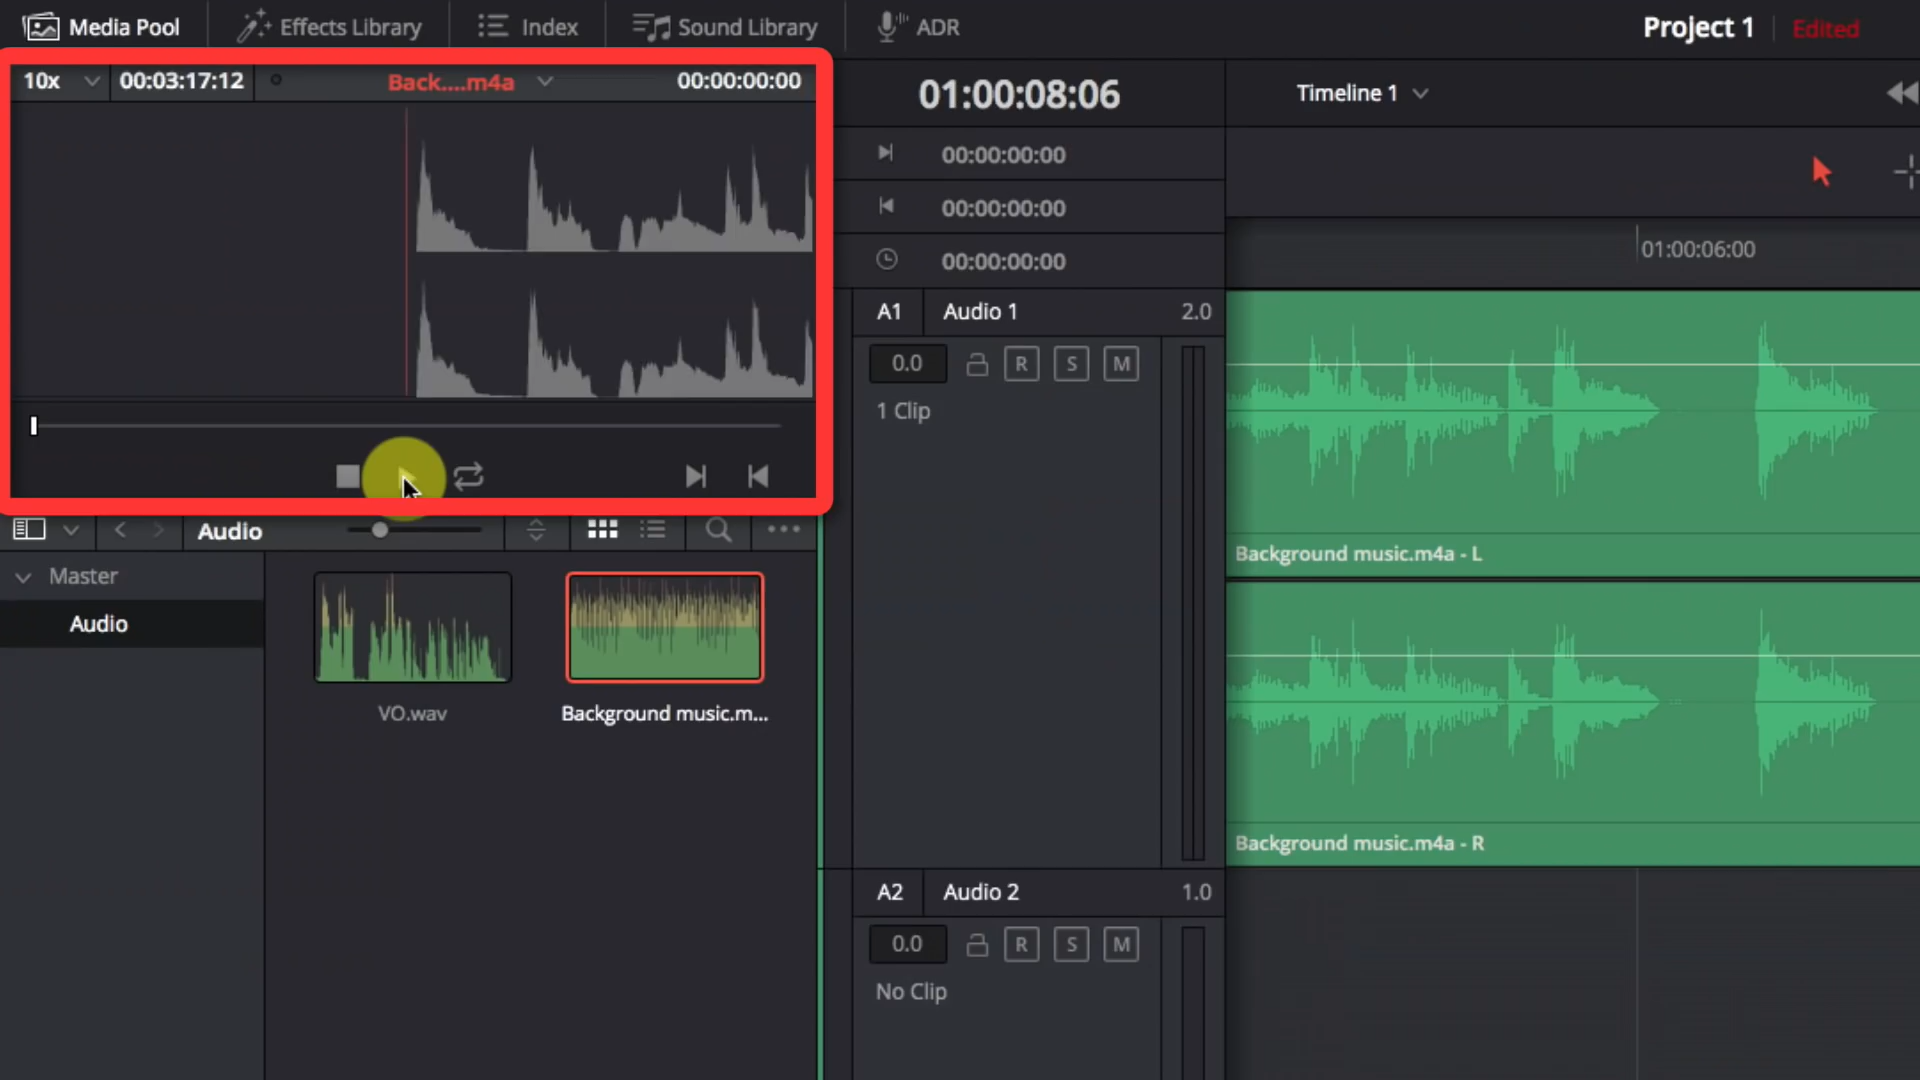 Media Pool
Effects Library
Index
Sound Library
ADR
Project 1
Edited
10x
00:03:17:12
Back....m4a
00:00:00:00
01:00:08:06
Timeline 1
00:00:00:00
00:00:00:00
00:00:00:00
01:00:06:00
A1
Audio 1
2.0
0.0
R
S
M
1 Clip
Background music.m4a - L
Audio
Master
Audio
VO.wav
Background music.m...
Background music.m4a - R
A2
Audio 2
1.0
0.0
R
S
M
No Clip